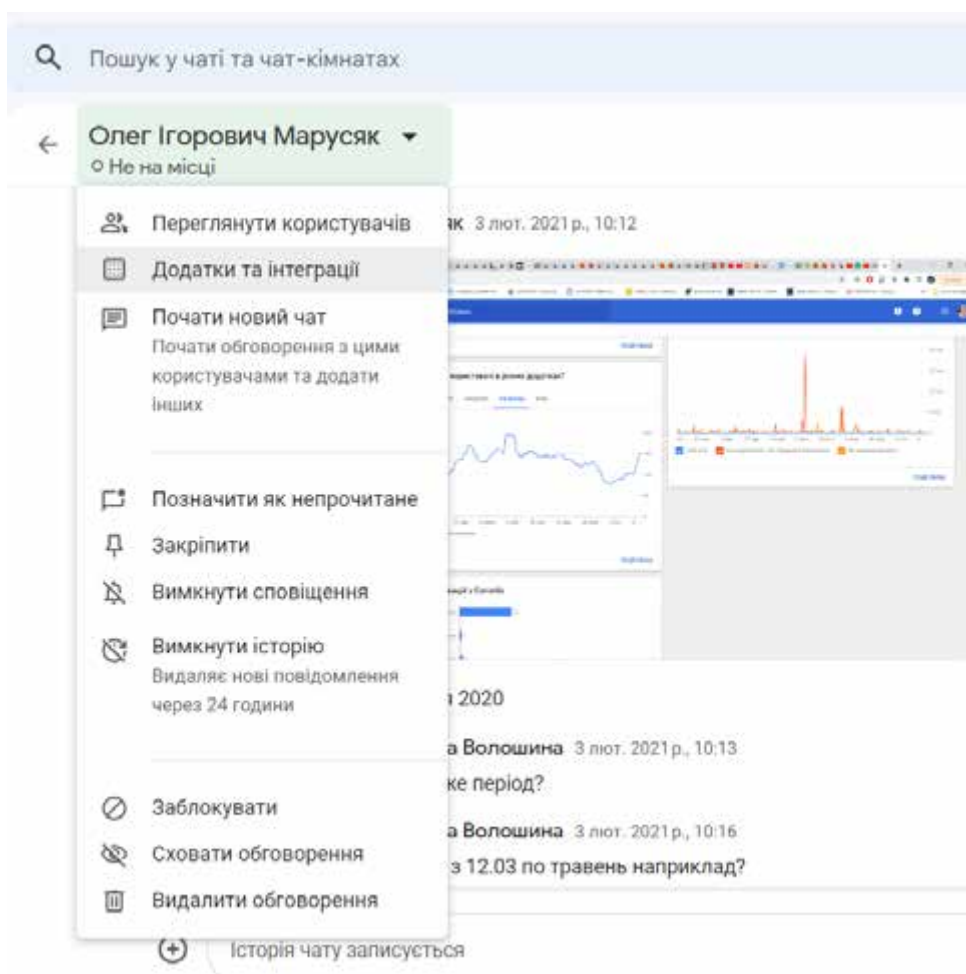 Пошук у чаті та чат-кімнатах
Олег Ігорович Марусяк
Не на місці
як 3 лют. 2021 р., 10:12
Переглянути користувачів
Додатки та інтеграції
Почати новий чат
Почати обговорення з цими
користувачами та додати
інших
Позначити як непрочитане
Закріпити
Вимкнути сповіщення
Вимкнути історію
Видаляє нові повідомлення
через 24 години
Заблокувати
Сховати обговорення
Видалити обговорення
2020
а Волошина 3 лют. 2021 р., 10:13
же період?
а Волошина 3 лют. 2021 р., 10:16
з 12.03 по травень наприклад?
Історія чату записується